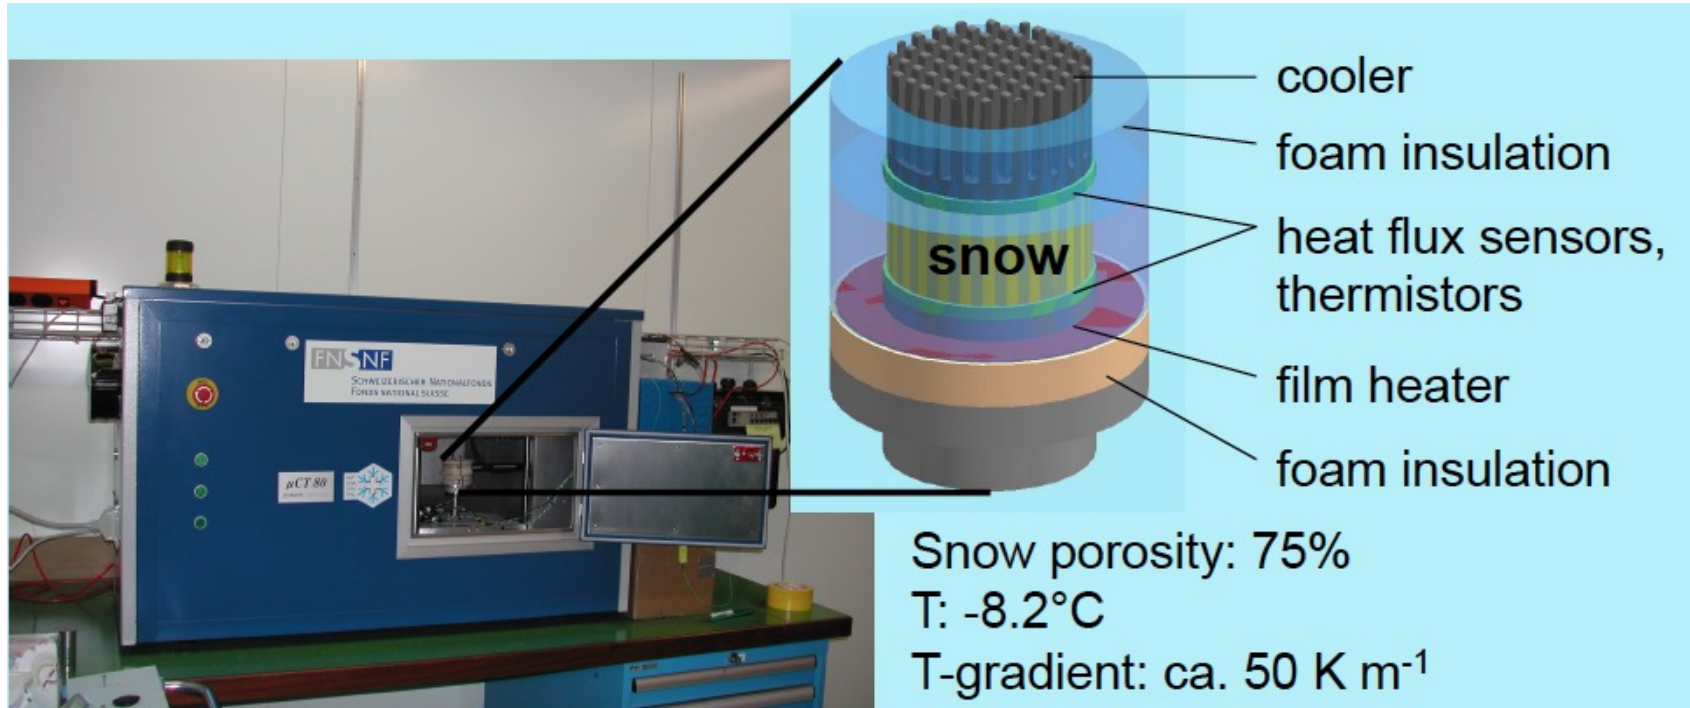 cooler
foam insulation
heat flux sensors,
thermistors
film heater
foam insulation
snow
FNSNF
SCHWEIZERISCHER NATIONALFONDS
FONDS NATIONAL SUISSE
µCT 80
Snow porosity: 75%
T: -8.2°C
T-gradient: ca. 50 K m⁻¹